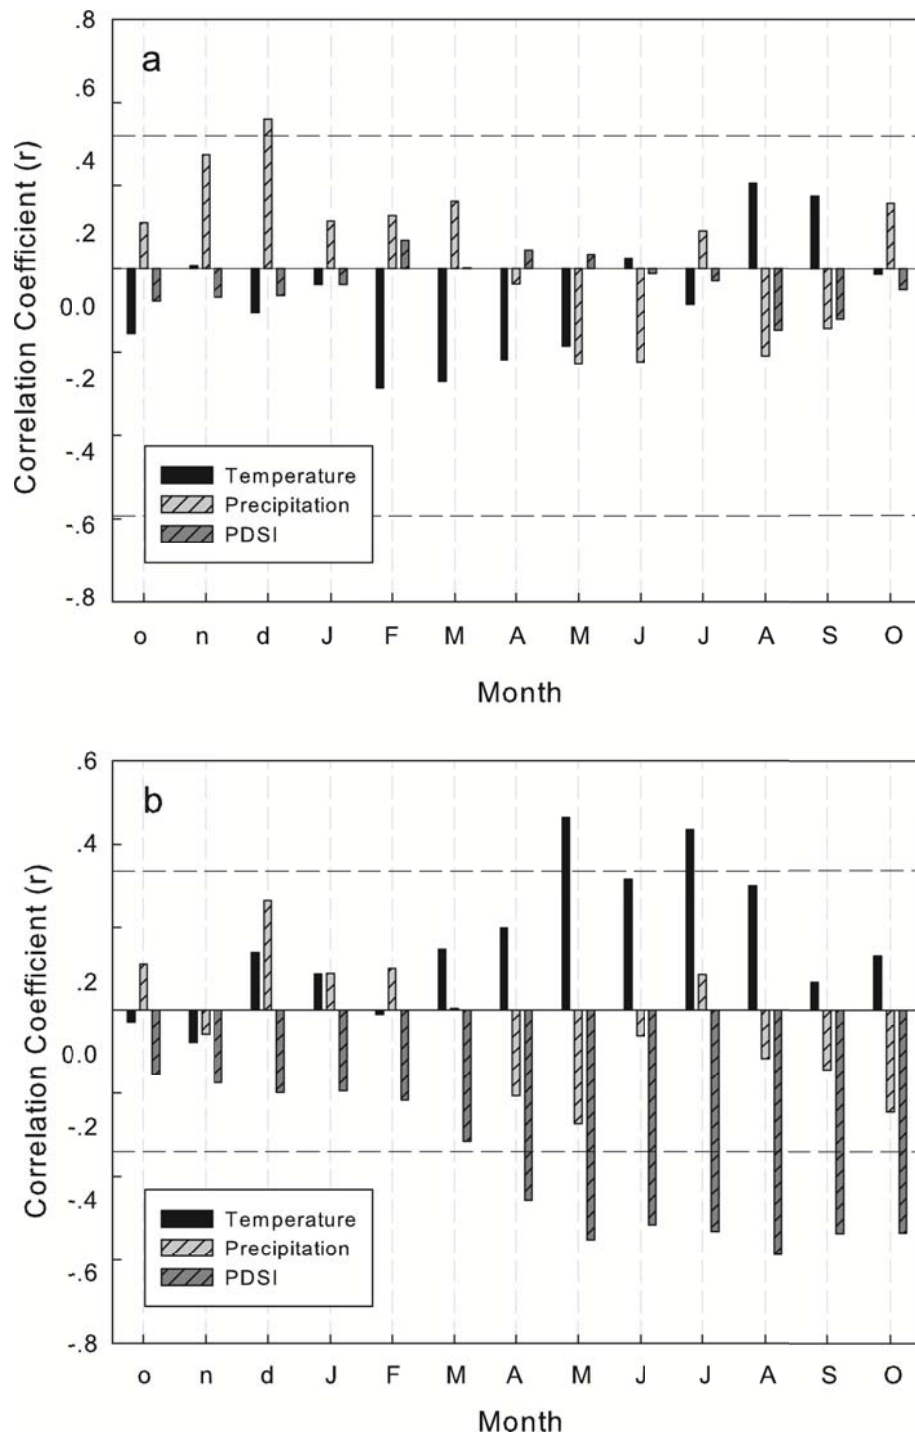 .8
a
.6
.4
.2
0.0
-.2
-.4
-.6
-.8
Correlation Coefficient (r)
Temperature
Precipitation
PDSI
o n d J F M A M J J A S O
Month
.6
b
.4
.2
0.0
-.2
-.4
-.6
-.8
Correlation Coefficient (r)
Temperature
Precipitation
PDSI
o n d J F M A M J J A S O
Month